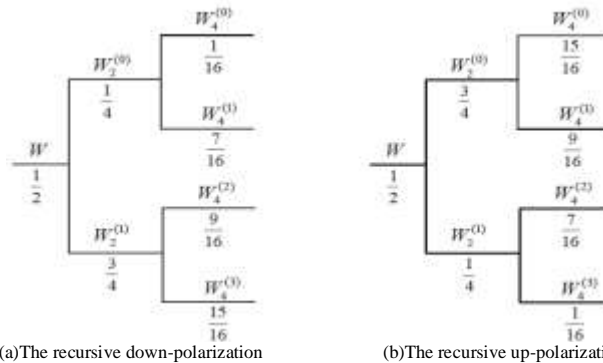 W_4^{(0)}
1/16
W_2^{(0)}
1/4
W_4^{(1)}
7/16
W
1/2
W_4^{(2)}
9/16
W_2^{(1)}
3/4
W_4^{(3)}
15/16
(a)The recursive down-polarization
W_4^{(0)}
15/16
W_2^{(0)}
3/4
W_4^{(1)}
9/16
W
1/2
W_4^{(2)}
7/16
W_2^{(1)}
1/4
W_4^{(3)}
1/16
(b)The recursive up-polarizati